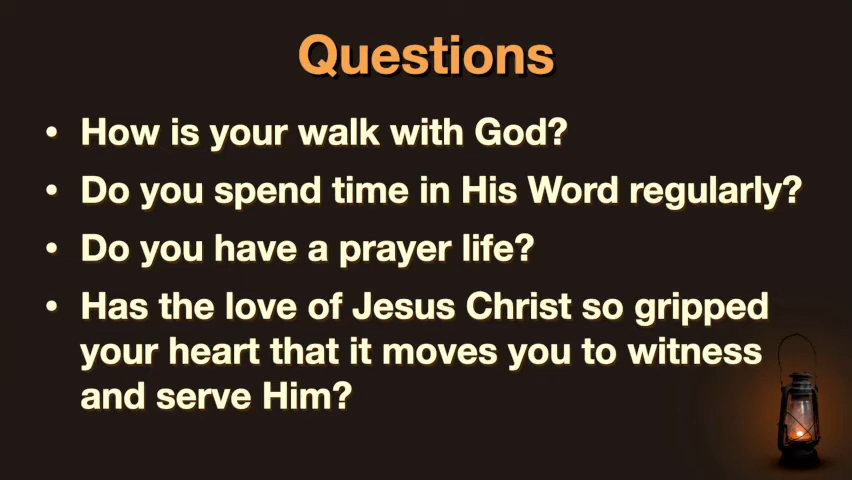 Questions
• How is your walk with God?
• Do you spend time in His Word regularly?
• Do you have a prayer life?
• Has the love of Jesus Christ so gripped
your heart that it moves you to witness
and serve Him?